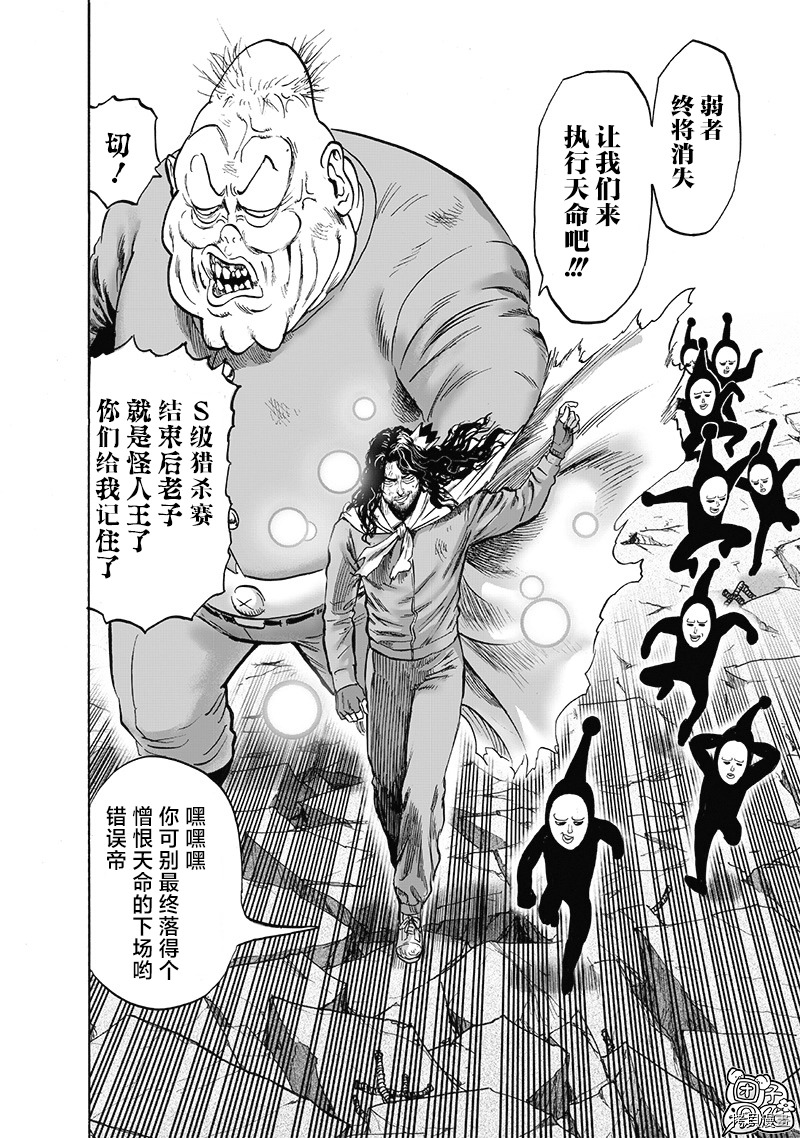 弱者
终将消失
让我们来
执行天命吧!!!
切!
S级猎杀赛
结束后老子
就是怪人王了
你们给我记住了
嘿嘿嘿
你可别最终落得个
憎恨天命的下场哟
错误帝
团子